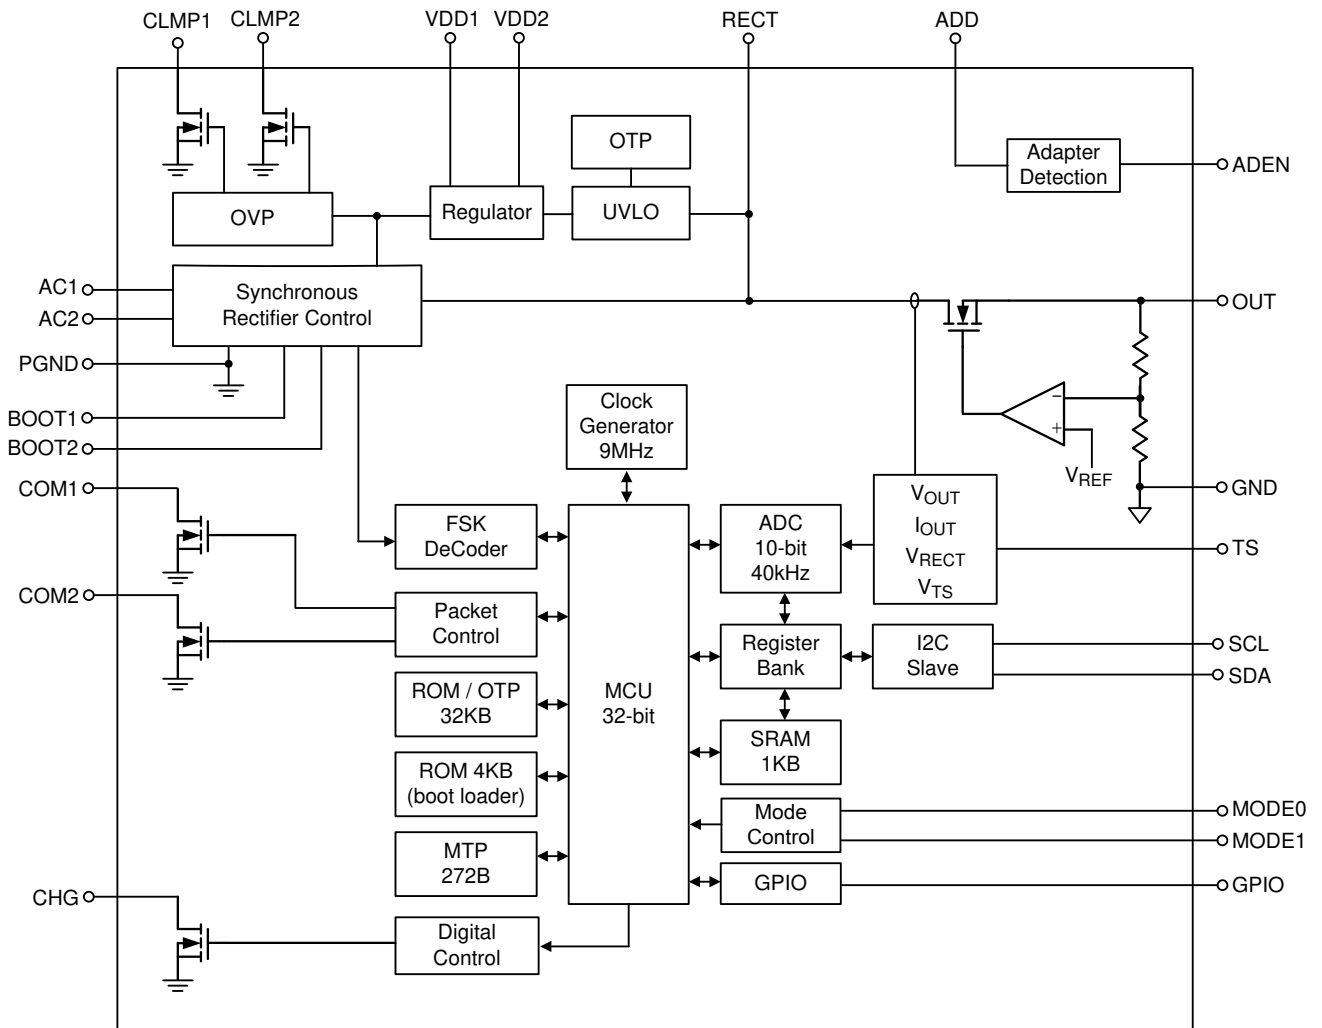 CLMP1
CLMP2
VDD1
VDD2
RECT
ADD
OTP
Adapter
Detection
ADEN
OVP
Regulator
UVLO
AC1
AC2
Synchronous
Rectifier Control
OUT
PGND
BOOT1
BOOT2
Clock
Generator
9MHz
−
+
VREF
COM1
GND
FSK
DeCoder
ADC
10-bit
40kHz
VOUT
IOUT
VRECT
VTS
TS
COM2
Packet
Control
Register
Bank
I2C
Slave
SCL
SDA
ROM / OTP
32KB
MCU
32-bit
SRAM
1KB
ROM 4KB
(boot loader)
Mode
Control
MODE0
MODE1
MTP
272B
GPIO
GPIO
CHG
Digital
Control